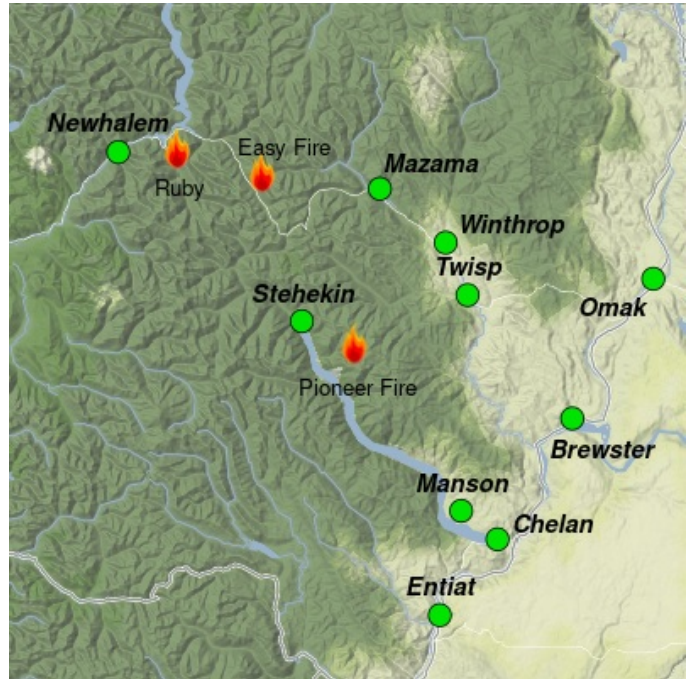 Newhalem
Easy Fire
Ruby
Mazama
Winthrop
Twisp
Stehekin
Omak
Pioneer Fire
Brewster
Manson
Chelan
Entiat